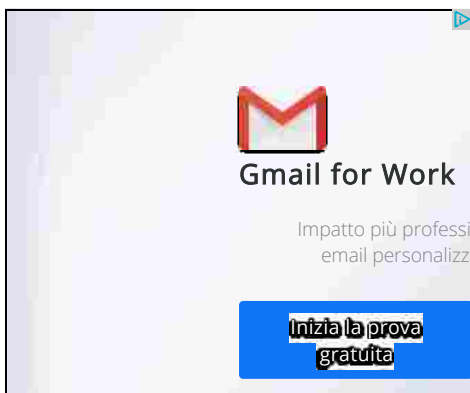 Gmail for Work
Impatto più professi
email personalizz
Inizia la prova
gratuita